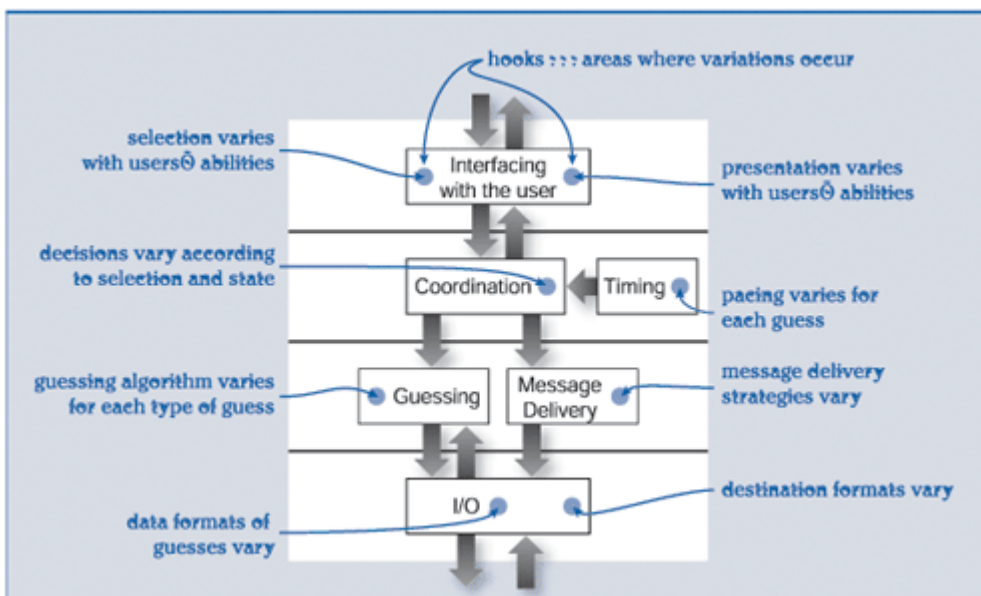 hooks : : : areas where variations occur
selection varies
with usersÕ abilities
Interfacing
with the user
presentation varies
with usersÕ abilities
decisions vary according
to selection and state
Coordination
Timing
pacing varies for
each guess
guessing algorithm varies
for each type of guess
Guessing
Message
Delivery
message delivery
strategies vary
I/O
destination formats vary
data formats of
guesses vary